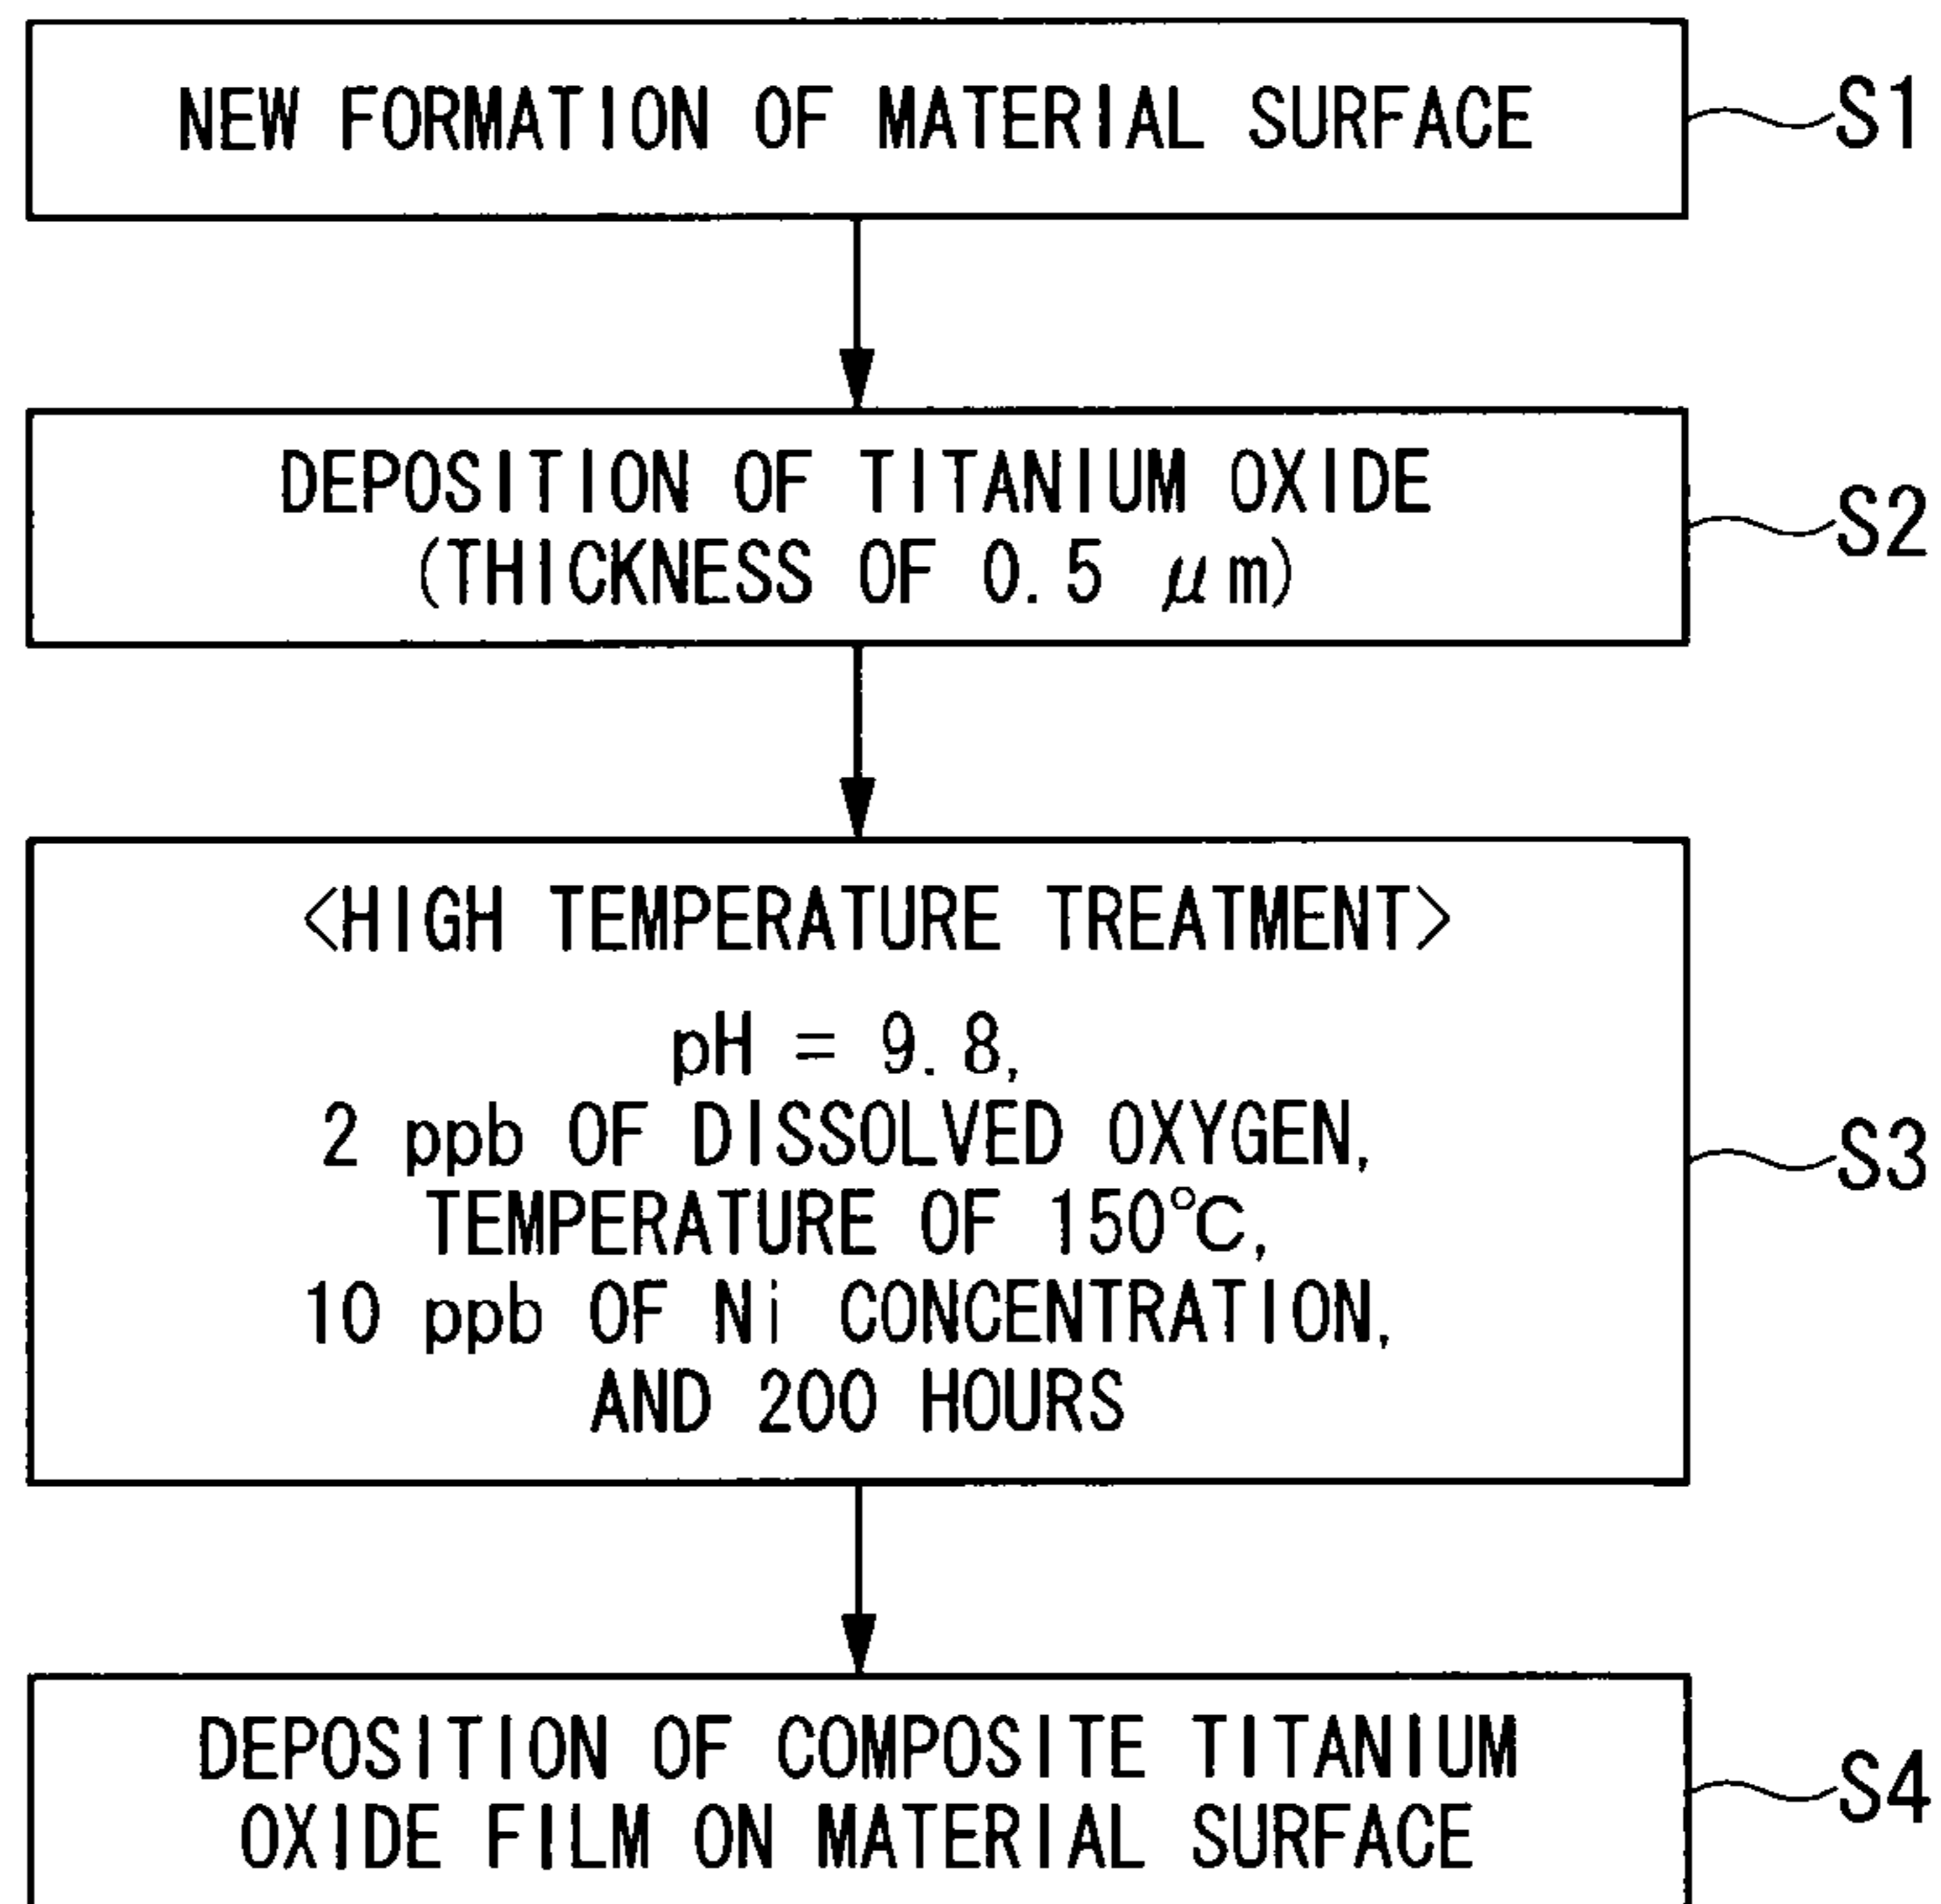 NEW FORMATION OF MATERIAL SURFACE
S1
DEPOSITION OF TITANIUM OXIDE
(THICKNESS OF 0.5 μm)
S2
<HIGH TEMPERATURE TREATMENT>
pH = 9.8,
2 ppb OF DISSOLVED OXYGEN,
TEMPERATURE OF 150℃,
10 ppb OF Ni CONCENTRATION,
AND 200 HOURS
S3
DEPOSITION OF COMPOSITE TITANIUM
OXIDE FILM ON MATERIAL SURFACE
S4